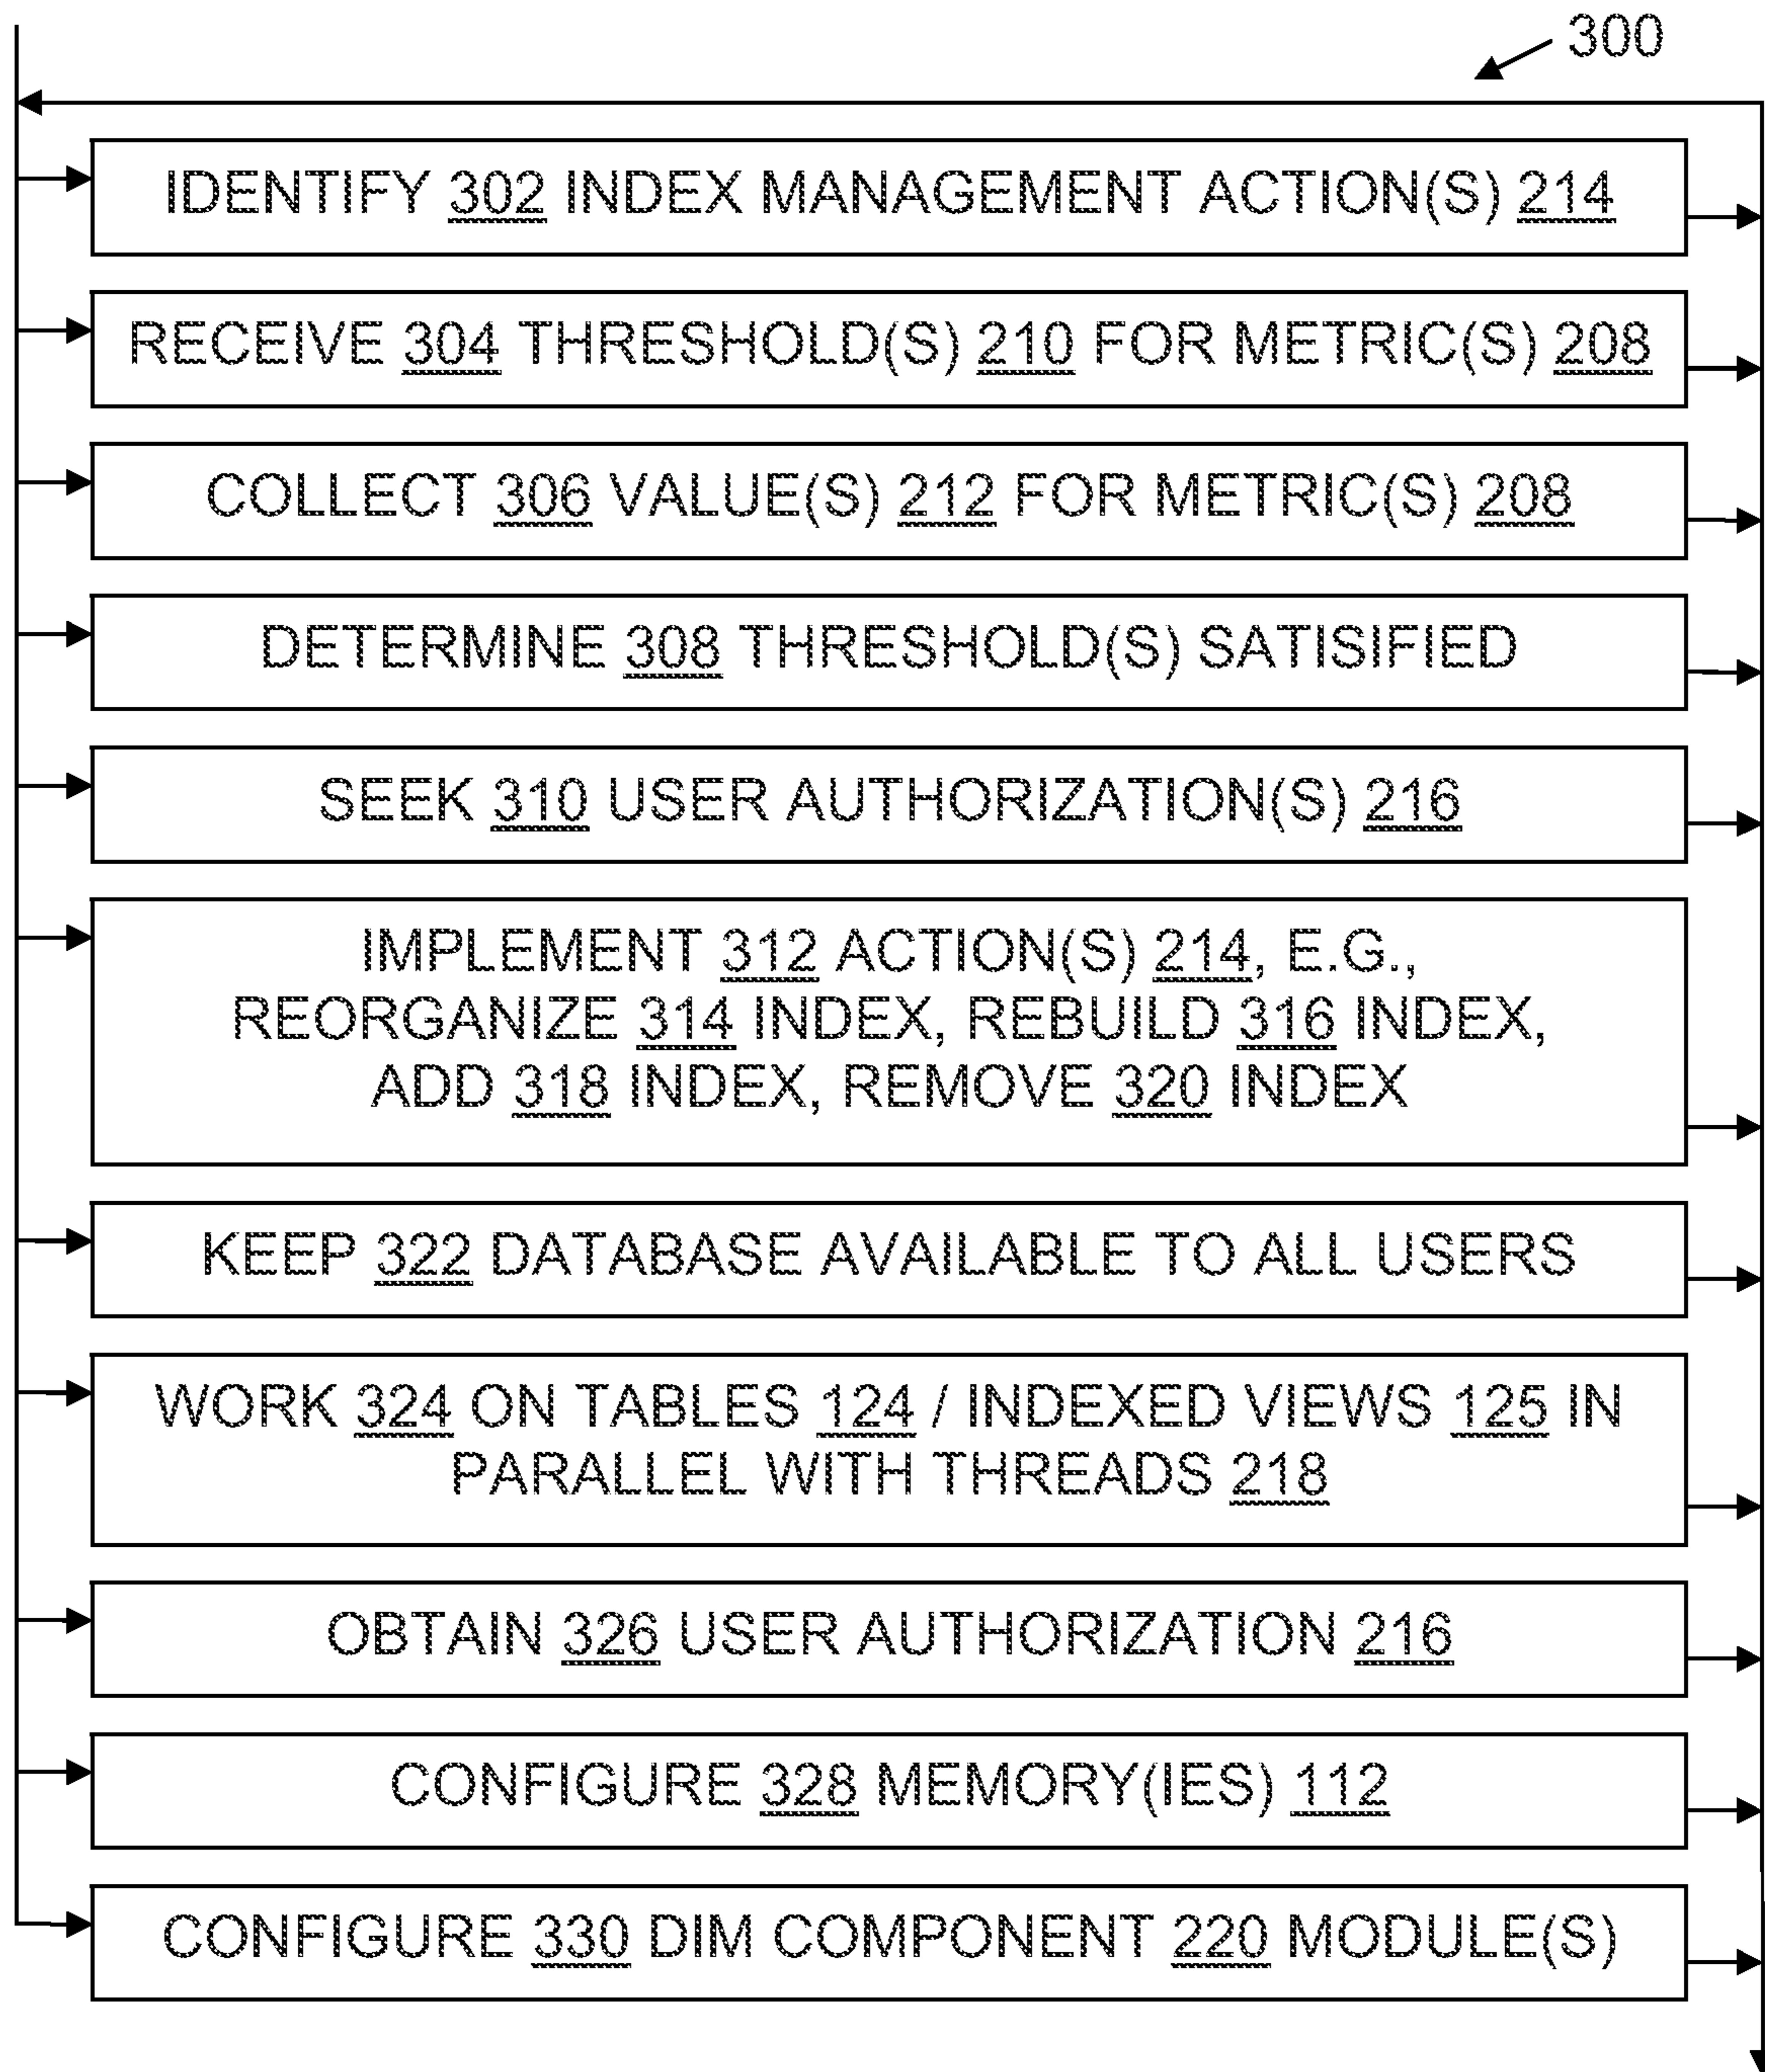 300
IDENTIFY 302 INDEX MANAGEMENT ACTION(S) 214
RECEIVE 304 THRESHOLD(S) 210 FOR METRIC(S) 208
COLLECT 306 VALUE(S) 212 FOR METRIC(S) 208
DETERMINE 308 THRESHOLD(S) SATISIFIED
SEEK 310 USER AUTHORIZATION(S) 216
IMPLEMENT 312 ACTION(S) 214, E.G.,
REORGANIZE 314 INDEX, REBUILD 316 INDEX,
ADD 318 INDEX, REMOVE 320 INDEX
KEEP 322 DATABASE AVAILABLE TO ALL USERS
WORK 324 ON TABLES 124 / INDEXED VIEWS 125 IN
PARALLEL WITH THREADS 218
OBTAIN 326 USER AUTHORIZATION 216
CONFIGURE 328 MEMORY(IES) 112
CONFIGURE 330 DIM COMPONENT 220 MODULE(S)